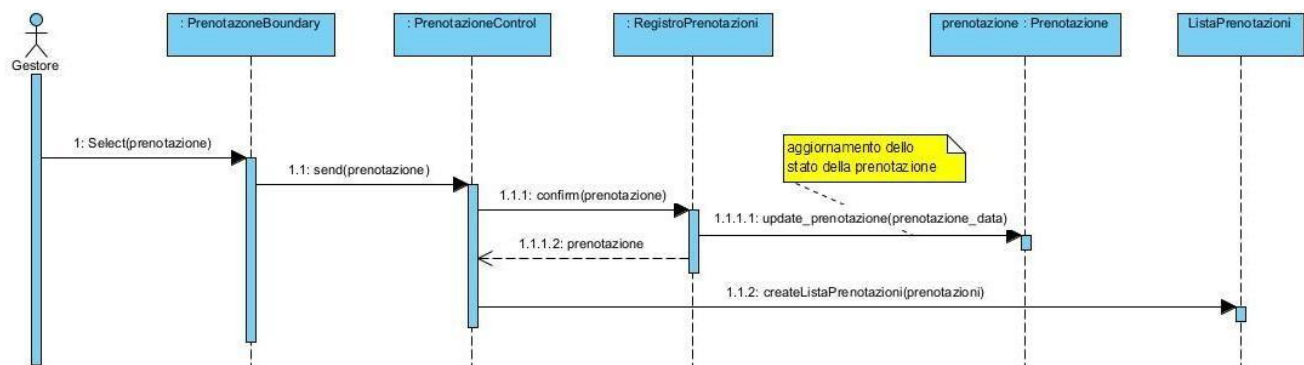 : PrenotazoneBoundary
: PrenotazioneControl
: RegistroPrenotazioni
prenotazione : Prenotazione
ListaPrenotazioni
Gestore
1: Select(prenotazione)
aggiornamento dello
stato della prenotazione
1.1: send(prenotazione)
1.1.1: confirm(prenotazione)
1.1.1.1: update_prenotazione(prenotazione_data)
1.1.1.2: prenotazione
1.1.2: createListaPrenotazioni(prenotazioni)